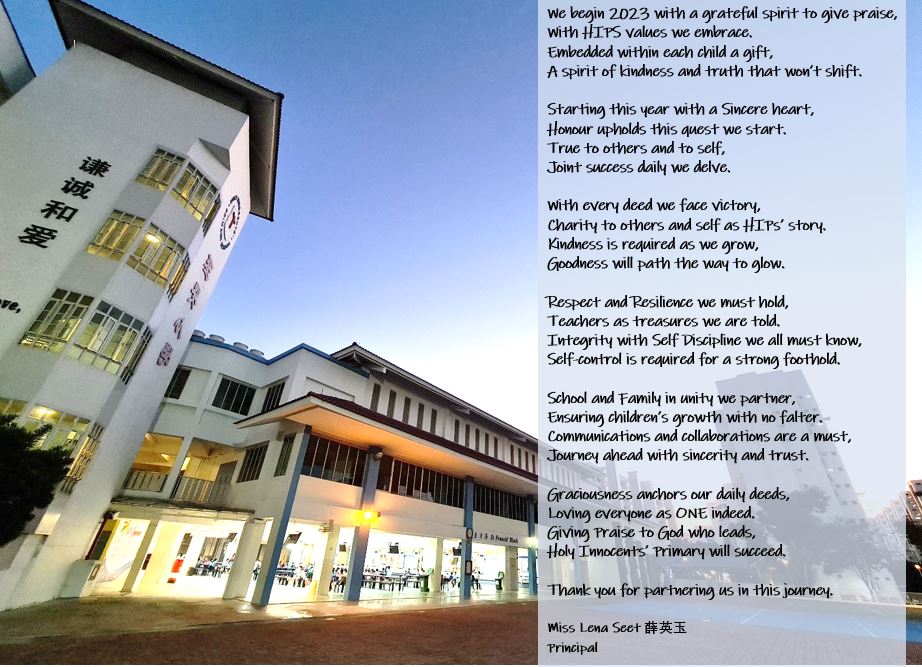 谦诚和爱
ove,
St Francis' Block
We begin 2023 with a grateful spirit to give praise,
With HIPS values we embrace.
Embedded within each child a gift,
A spirit of kindness and truth that won't shift.
Starting this year with a Sincere heart,
Honour upholds this quest we start.
True to others and to self,
Joint success daily we delve.
With every deed we face victory,
Charity to others and self as HIPs' story.
Kindness is required as we grow,
Goodness will path the way to glow.
Respect and Resilience we must hold,
Teachers as treasures we are told.
Integrity with Self Discipline we all must know,
Self-control is required for a strong foothold.
School and Family in unity we partner,
Ensuring children's growth with no falter.
Communications and collaborations are a must,
Journey ahead with sincerity and trust.
Graciousness anchors our daily deeds,
Loving everyone as ONE indeed.
Giving Praise to God who leads,
Holy Innocents' Primary will succeed.
Thank you for partnering us in this journey.
Miss Lena Seet 薛英玉
Principal